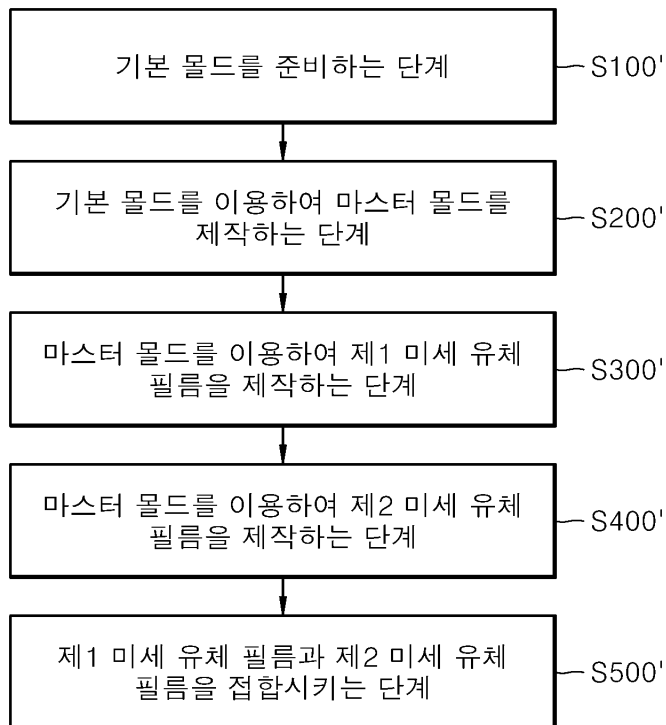 기본 몰드를 준비하는 단계
S100'
기본 몰드를 이용하여 마스터 몰드를
제작하는 단계
S200'
마스터 몰드를 이용하여 제1 미세 유체
필름을 제작하는 단계
S300'
마스터 몰드를 이용하여 제2 미세 유체
필름을 제작하는 단계
S400'
제1 미세 유체 필름과 제2 미세 유체
필름을 접합시키는 단계
S500'